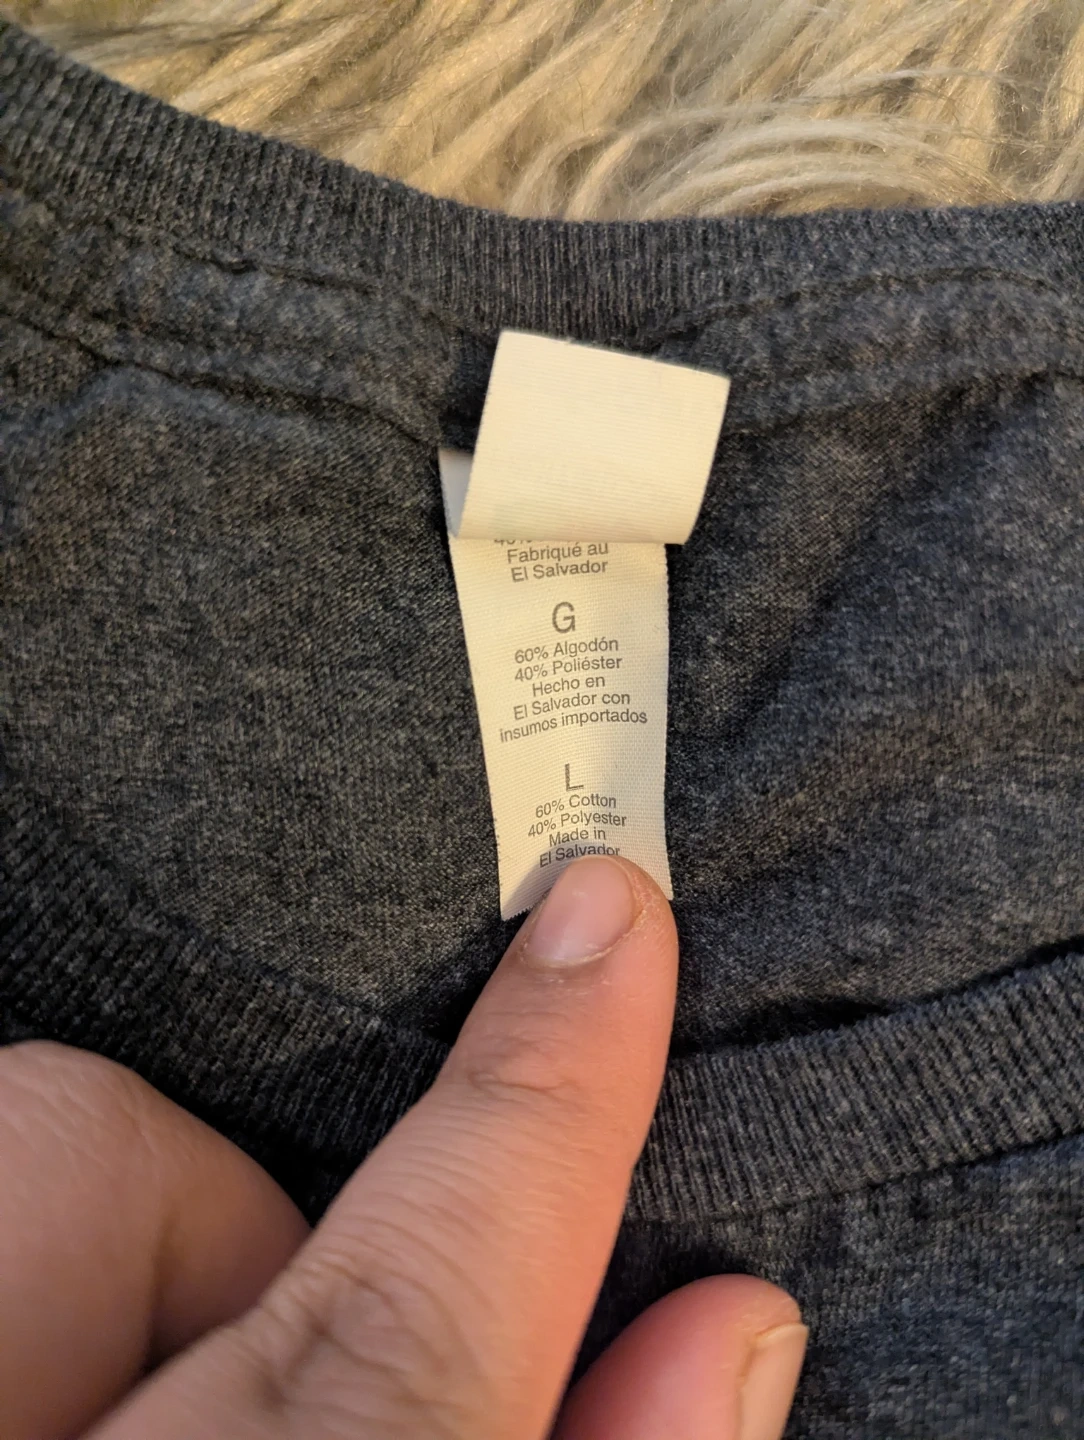 Fabriqué au
El Salvador
G
60% Algodón
40% Poliéster
Hecho en
El Salvador con
insumos importados
L
60% Cotton
40% Polyester
Made in
El Salvador